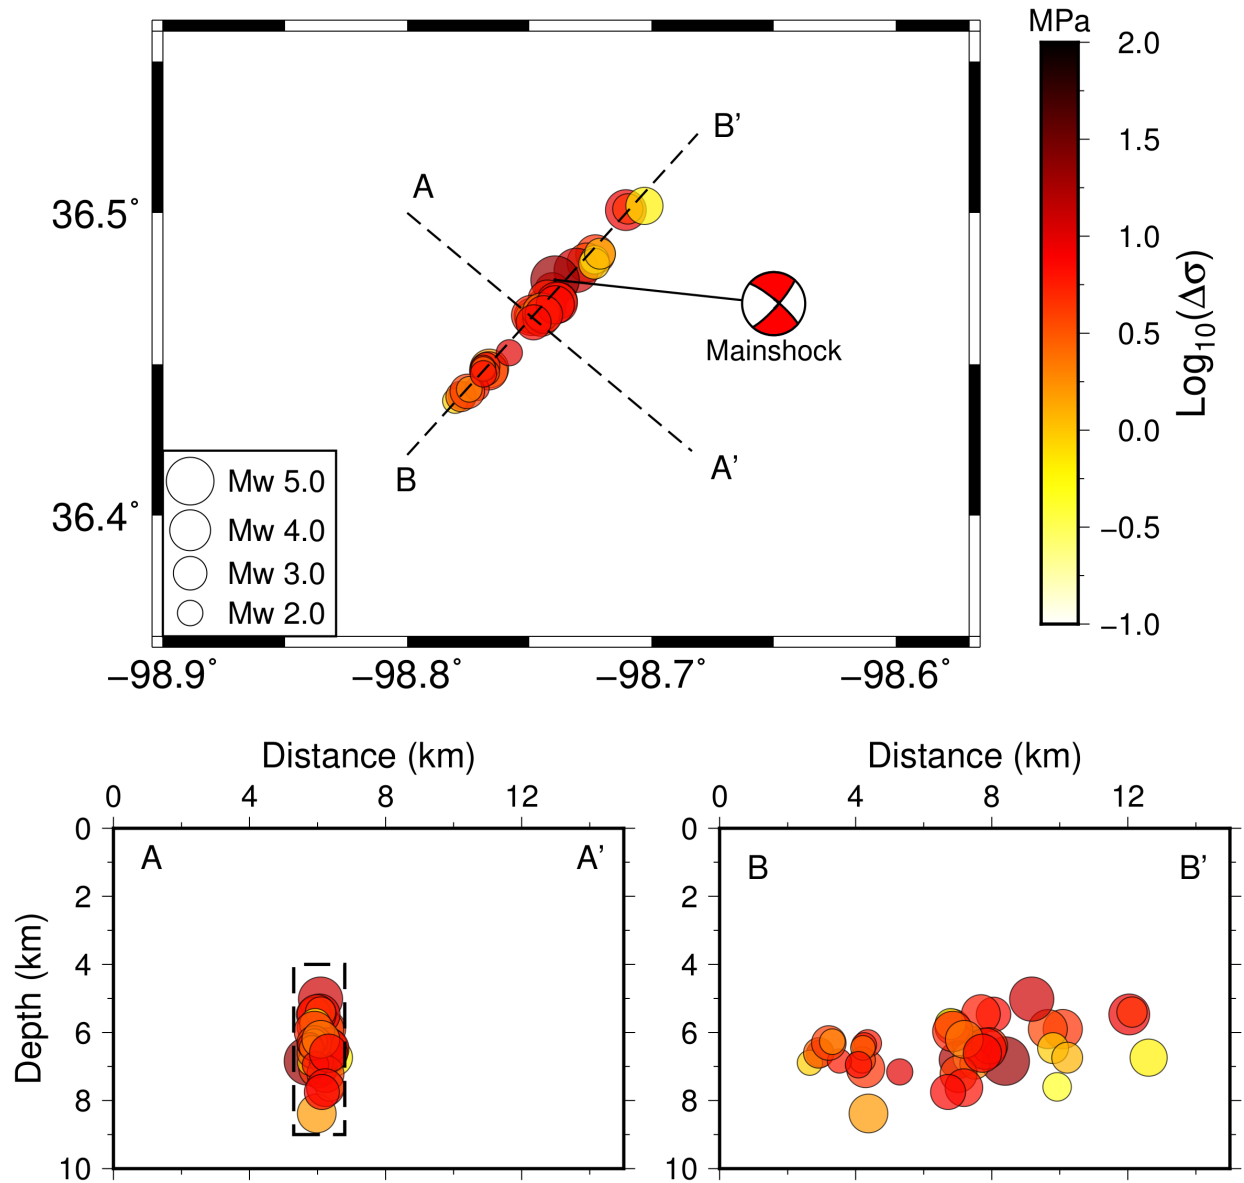 MPa
2.0
1.5
1.0
0.5
0.0
−0.5
−1.0
Log10(Δσ)
B’
A
36.5˚
Mainshock
A’
B
36.4˚
Mw 5.0
Mw 4.0
Mw 3.0
Mw 2.0
−98.9˚ −98.8˚ −98.7˚ −98.6˚
Distance (km)
0 4 8 12
Depth (km)
0
2
4
6
8
10
A A’
Distance (km)
0 4 8 12
0
2
4
6
8
10
B B’